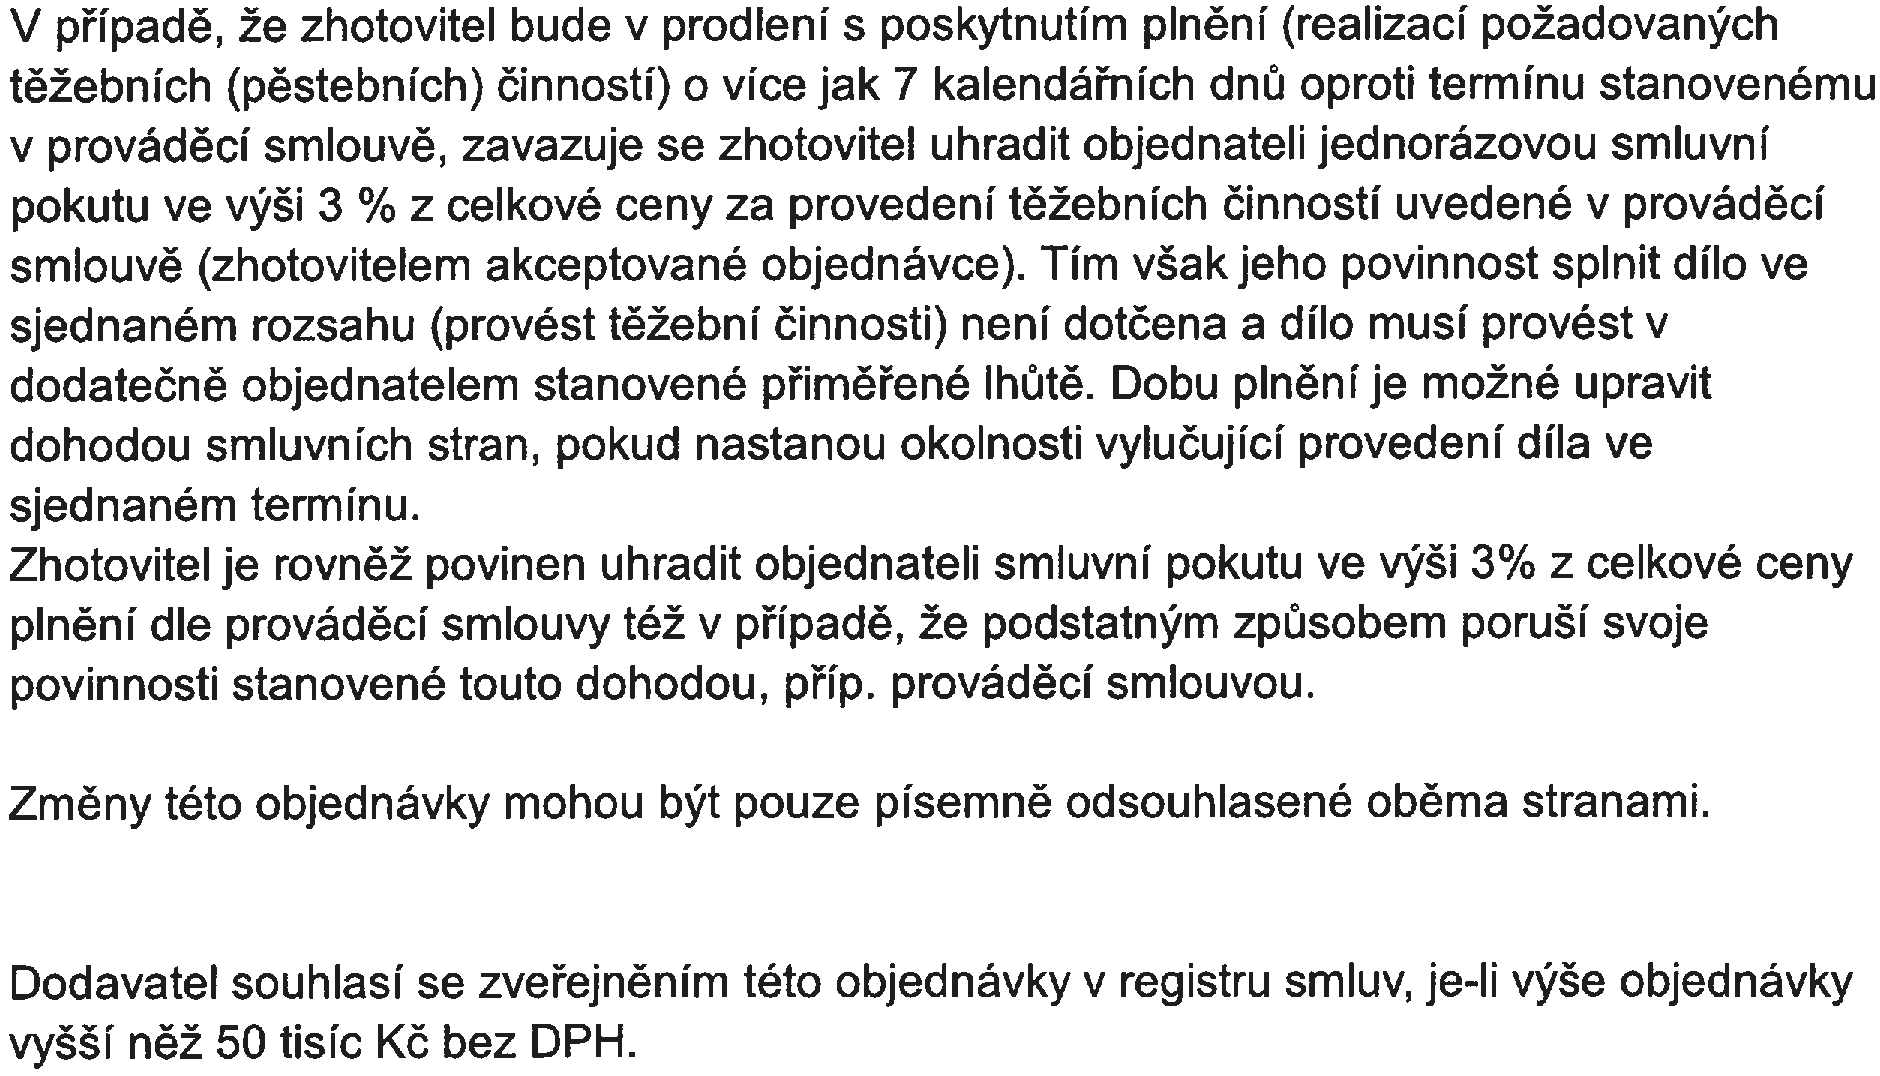 V případě, že zhotovitel bude v prodlení s poskytnutím plnění (realizací požadovaných
těžebních (pěstebních) činností) o více jak 7 kalendářních dnů oproti termínu stanovenému
v prováděcí smlouvě, zavazuje se zhotovitel uhradit objednateli jednorázovou smluvní
pokutu ve výši 3 % z celkové ceny za provedení těžebních činností uvedené v prováděcí
smlouvě (zhotovitelem akceptované objednávce). Tím však jeho povinnost splnit dílo ve
sjednaném rozsahu (provést těžební činnosti) není dotčena a dílo musí provést v
dodatečně objednatelem stanovené přiměřené lhůtě. Dobu plnění je možné upravit
dohodou smluvních stran, pokud nastanou okolnosti vylučující provedení díla ve
sjednaném termínu.
Zhotovitel je rovněž povinen uhradit objednateli smluvní pokutu ve výši 3% z celkové ceny
plnění dle prováděcí smlouvy též v případě, že podstatným způsobem poruší svoje
povinnosti stanovené touto dohodou, příp. prováděcí smlouvou.
Změny této objednávky mohou být pouze písemně odsouhlasené oběma stranami.
Dodavatel souhlasí se zveřejněním této objednávky v registru smluv, je-li výše objednávky
vyšší něž 50 tisíc Kč bez DPH.